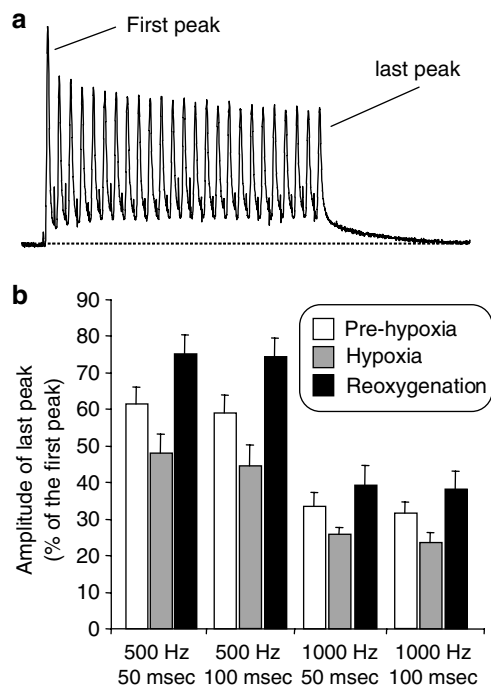 a
First peak
last peak
b
Amplitude of last peak
(% of the first peak)
90
80
70
60
50
40
30
20
10
0
Pre-hypoxia
Hypoxia
Reoxygenation
500 Hz 500 Hz 1000 Hz 1000 Hz
50 msec 100 msec 50 msec 100 msec